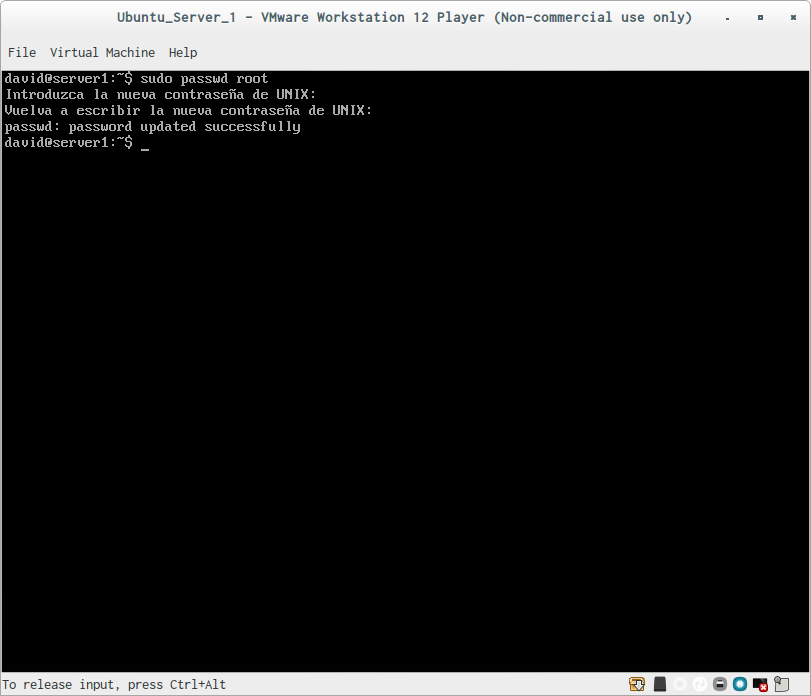 Ubuntu_Server_1 - VMware Workstation 12 Player (Non-commercial use only)
File Virtual Machine Help
david@server1:~$ sudo passwd root
Introduzca la nueva contraseña de UNIX:
Vuelva a escribir la nueva contraseña de UNIX:
passwd: password updated successfully
david@server1:~$ _
To release input, press Ctrl+Alt